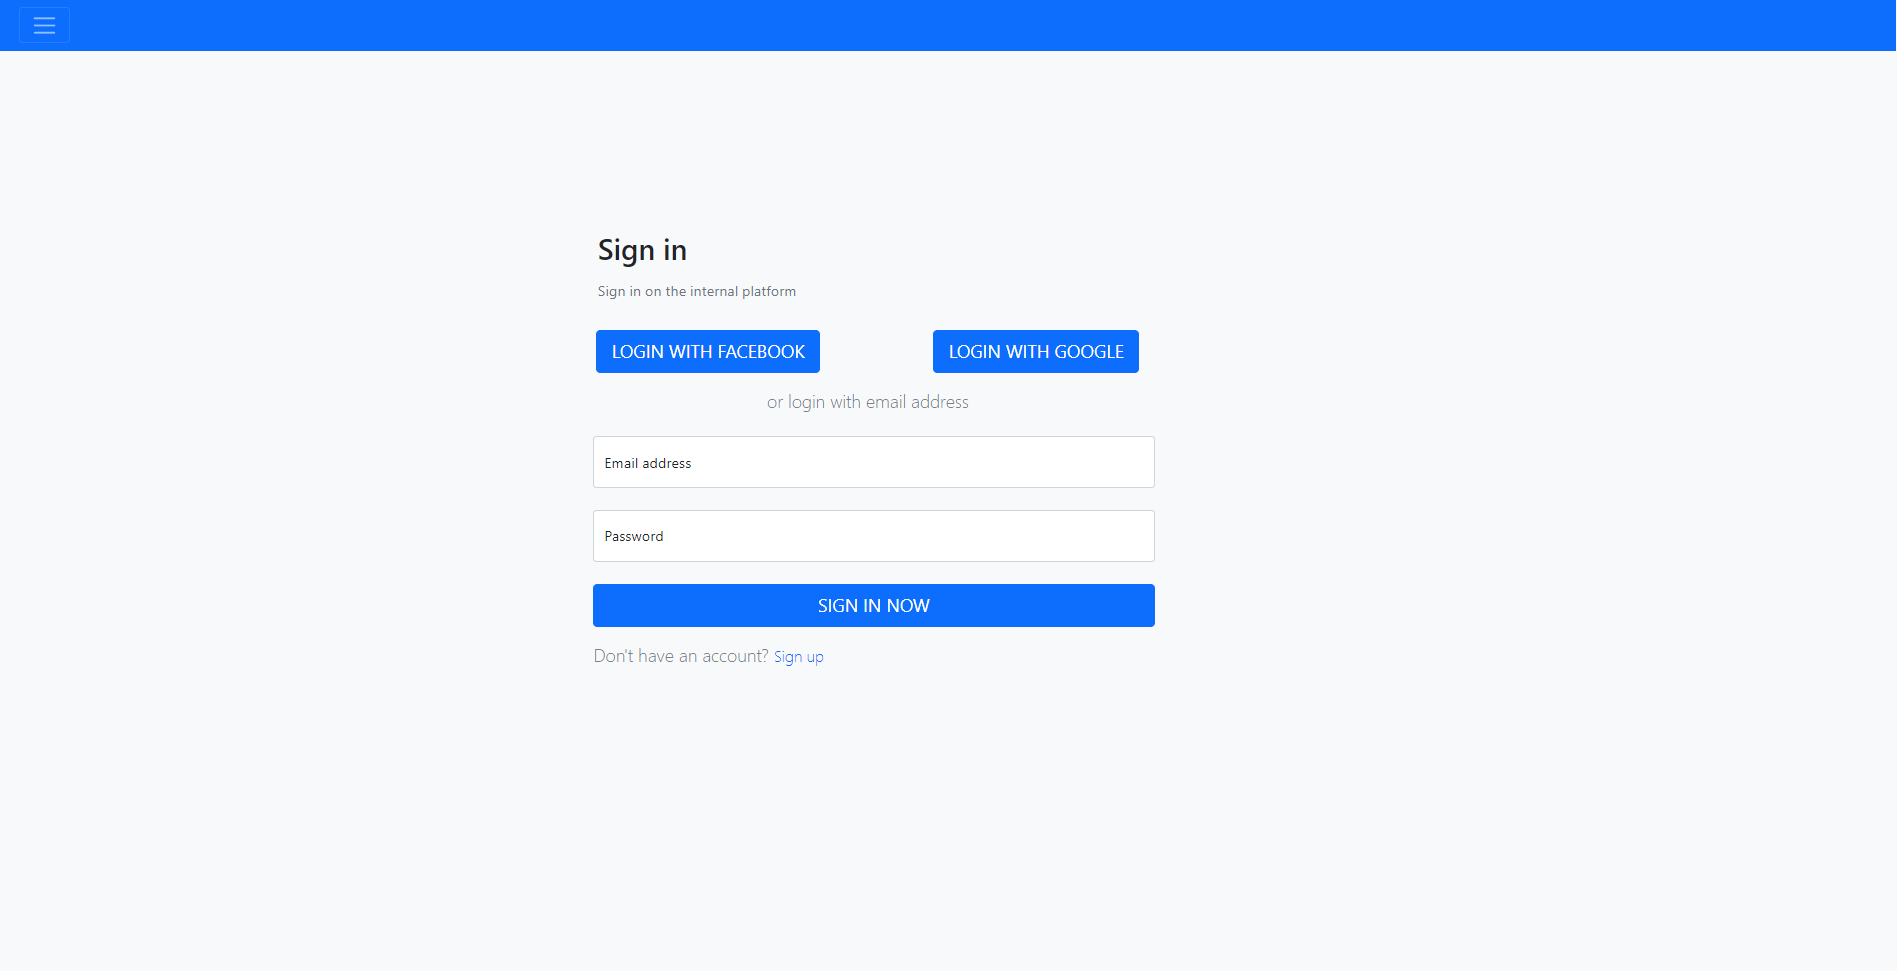 Sign in
Sign in on the internal platform
LOGIN WITH FACEBOOK LOGIN WITH GOOGLE
or login with email address
Email address
Password
SIGN IN NOW
Don't have an account? Sign up